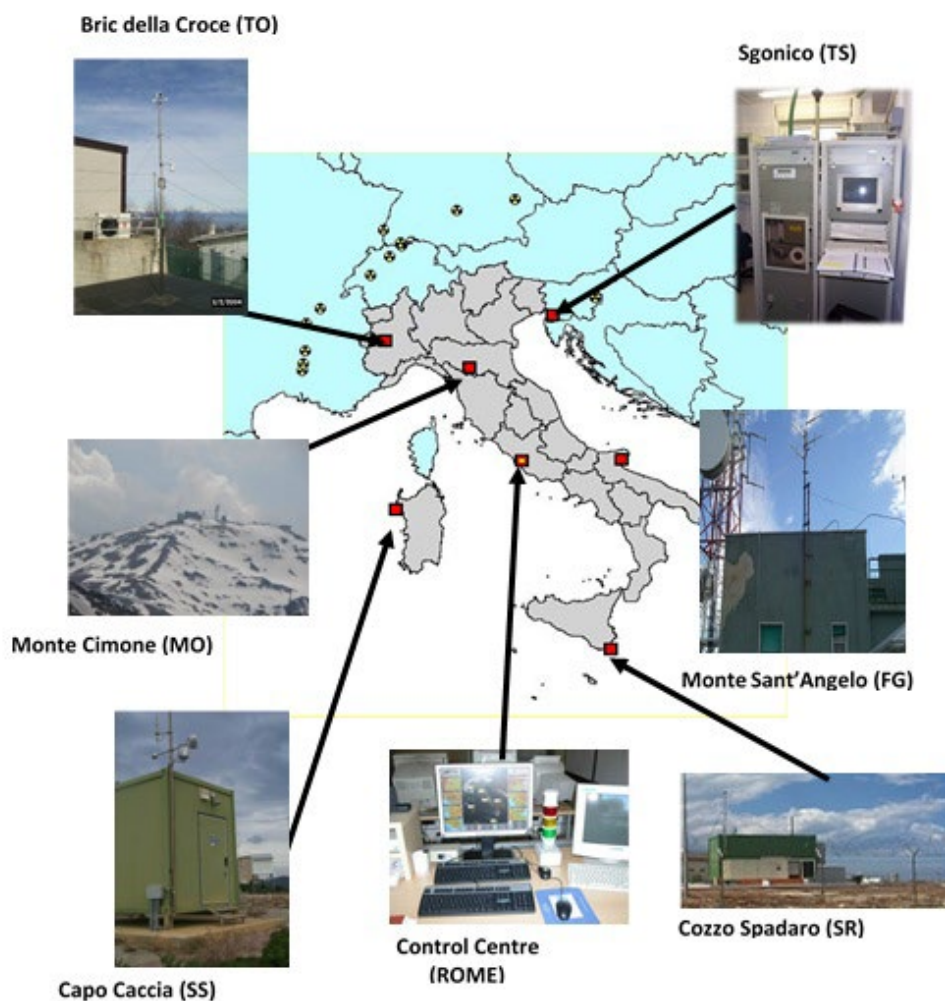 Bric della Croce (TO)
Sgonico (TS)
Monte Cimone (MO)
Monte Sant'Angelo (FG)
Capo Caccia (SS)
Control Centre
(ROME)
Cozzo Spadaro (SR)